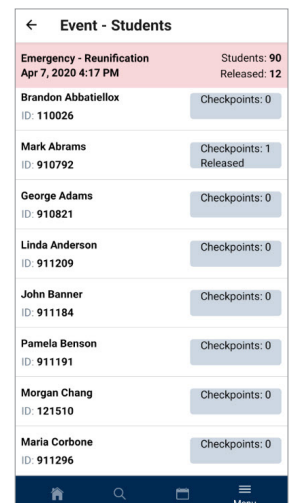 Event - Students
Emergency - Reunification Students: 90
Apr 7, 2020 4:17 PM Released: 12
Brandon Abbatiellox Checkpoints: 0
ID: 110026
Mark Abrams Checkpoints: 1
ID: 910792 Released
George Adams Checkpoints: 0
ID: 910821
Linda Anderson Checkpoints: 0
ID: 911209
John Banner Checkpoints: 0
ID: 911184
Pamela Benson Checkpoints: 0
ID: 911191
Morgan Chang Checkpoints: 0
ID: 121510
Maria Corbone Checkpoints: 0
ID: 911296
Menu